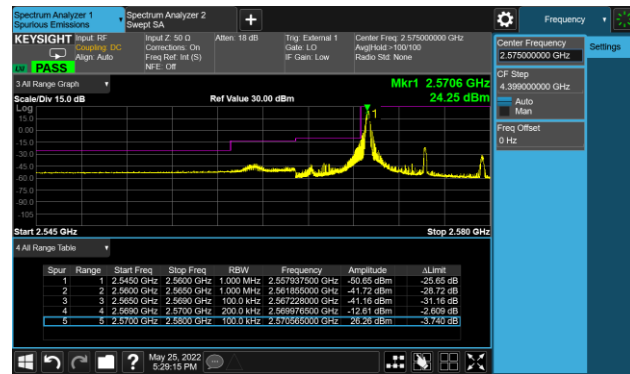 Spectrum Analyzer 1
Spurious Emissions
Spectrum Analyzer 2
Swept SA
+
Frequency
KEYSIGHT
Input: RF
Coupling: DC
Align: Auto
Input Z: 50 Ω
Corrections: On
Freq Ref: Int (S)
NFE: Off
Atten: 18 dB
Trig: External 1
Gate: LO
IF Gain: Low
Center Freq: 2.575000000 GHz
Avg|Hold:>100/100
Radio Std: None
LM PASS
Center Frequency
2.575000000 GHz
Settings
CF Step
4.399000000 GHz
Auto
Man
Freq Offset
0 Hz
3 All Range Graph
Mkr1 2.5706 GHz
Scale/Div 15.0 dB
Ref Value 30.00 dBm
24.25 dBm
Log
15.0
0.00
-15.0
-30.0
-45.0
-60.0
-75.0
-90.0
-105
1
Start 2.545 GHz
Stop 2.580 GHz
4 All Range Table
Spur Range Start Freq Stop Freq RBW Frequency Amplitude ΔLimit
1 1 2.5450 GHz 2.5600 GHz 1.000 MHz 2.557937500 GHz -50.65 dBm -25.65 dB
2 2 2.5600 GHz 2.5650 GHz 1.000 MHz 2.561855000 GHz -41.72 dBm -28.72 dB
3 3 2.5650 GHz 2.5690 GHz 100.0 kHz 2.567228000 GHz -41.16 dBm -31.16 dB
4 4 2.5690 GHz 2.5700 GHz 200.0 kHz 2.569976500 GHz -12.61 dBm -2.609 dB
5 5 2.5700 GHz 2.5800 GHz 100.0 kHz 2.570565000 GHz 26.26 dBm -3.740 dB
?
May 25, 2022
5:29:15 PM